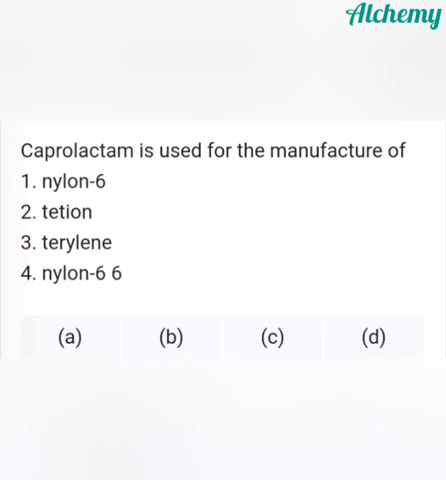 Alchemy
Caprolactam is used for the manufacture of
1. nylon-6
2. tetion
3. terylene
4. nylon-6 6
(a) (b) (c) (d)